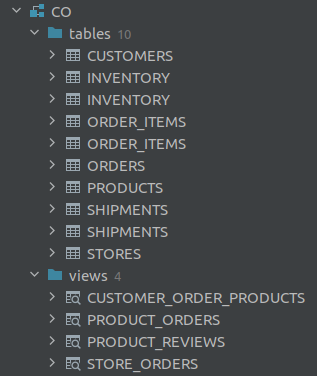 CO
tables 10
CUSTOMERS
INVENTORY
INVENTORY
ORDER_ITEMS
ORDER_ITEMS
ORDERS
PRODUCTS
SHIPMENTS
SHIPMENTS
STORES
views 4
CUSTOMER_ORDER_PRODUCTS
PRODUCT_ORDERS
PRODUCT_REVIEWS
STORE_ORDERS